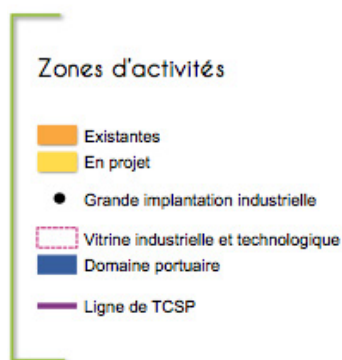 Zones d'activités
Existantes
En projet
Grande implantation industrielle
Vitrine industrielle et technologique
Domaine portuaire
Ligne de TCSP